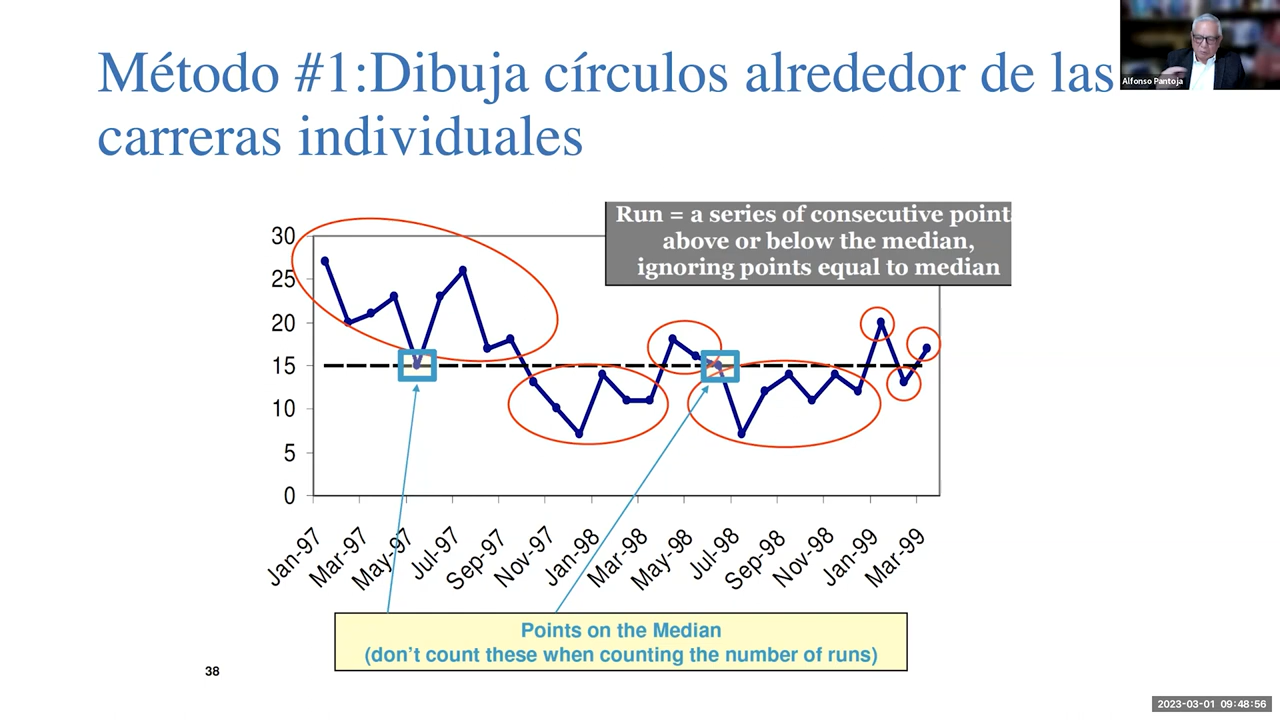 Método #1:Dibuja círculos alrededor de las
carreras individuales
Alfonso Pantoja
Run = a series of consecutive point
above or below the median,
ignoring points equal to median
30
25
20
15
10
5
0
Jan-97
Mar-97
May-97
Jul-97
Sep-97
Nov-97
Jan-98
Mar-98
May-98
Jul-98
Sep-98
Nov-98
Jan-99
Mar-99
Points on the Median
(don't count these when counting the number of runs)
38
2023-03-01 09:48:56